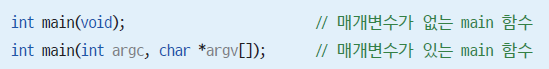 int main(void); // 매개변수가 없는 main 함수
int main(int argc, char *argv[]); // 매개변수가 있는 main 함수